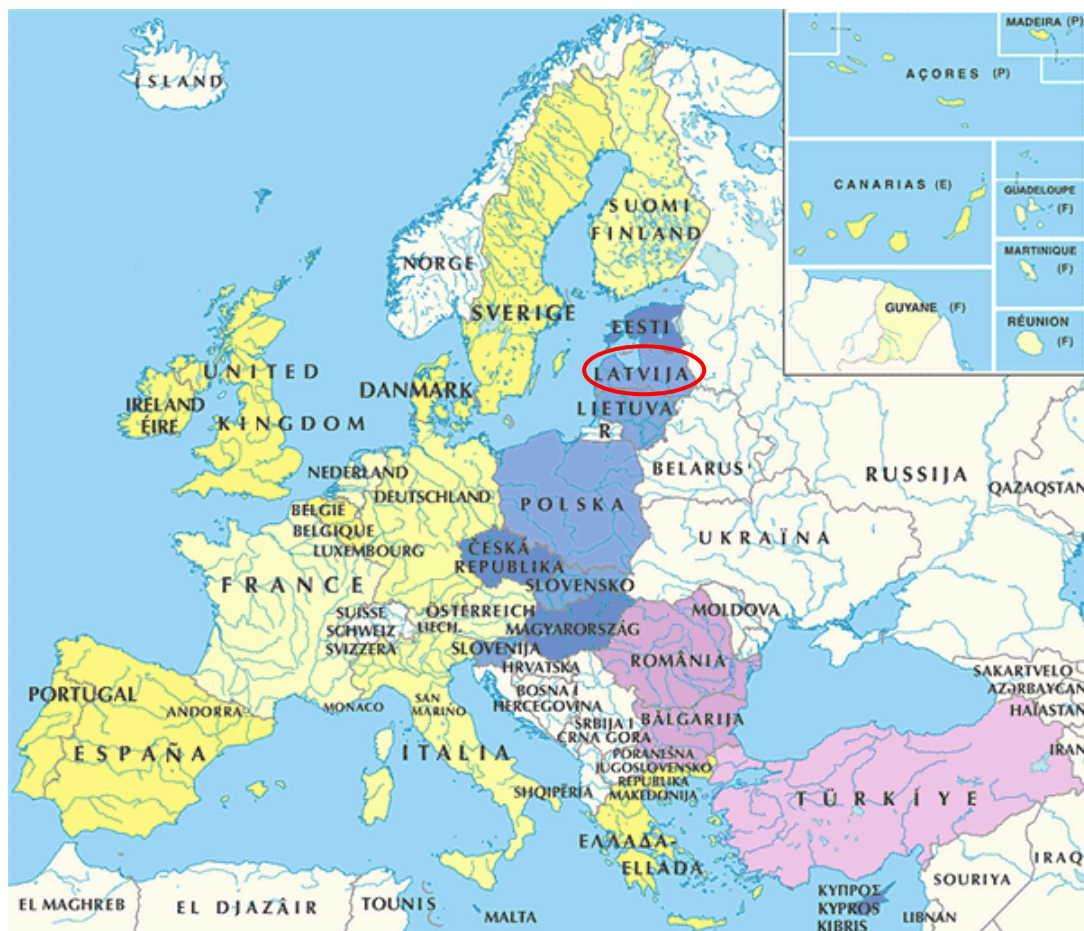 ÍSLAND
NORGE
SVERIGE
SUOMI
FINLAND
EESTI
LATVIJA
LIETUVA
R
DANMARK
UNITED
KINGDOM
IRELAND
ÉIRE
NEDERLAND
DEUTSCHLAND
BELGIË
BELGIQUE
LUXEMBOURG
POLSKA
BELARUS'
RUSSIJA
QAZAQSTAN
UKRAÏNA
ČESKÁ
REPUBLIKA
SLOVENSKO
FRANCE
SUISSE
SCHWEIZ
SVIZZERA
LIECH.
ÖSTERREICH
MAGYARORSZÁG
SLOVENIJA
HRVATSKA
MOLDOVA
ROMÂNIA
BOSNA I
HERCEGOVINA
SRBIJA I
CRNA GORA
BĂLGARIJA
PORANEŠNA
JUGOSLOVENSKO
REPUBLIKA
MAKEDONIJA
SHQIPËRIA
PORTUGAL
ESPAÑA
ANDORRA
MONACO
SAN
MARINO
ITALIA
ΕΛΛΑΔΑ-
ELLADA
TÜRKİYE
SAKARTVELO
AZƏRBAYCAN
HAÏASTAN
IRAN
IRAQ
SOURIYA
LIBNÁN
ΚΥΠΡΟΣ
KYPROS
KIBRIS
MALTA
TOUNIS
EL DJAZÂIR
EL MAGHREB
MADEIRA (P)
AÇORES (P)
CANARIAS (E)
GUADELOUPE
(F)
MARTINIQUE
(F)
GUYANE (F)
RÉUNION
(F)